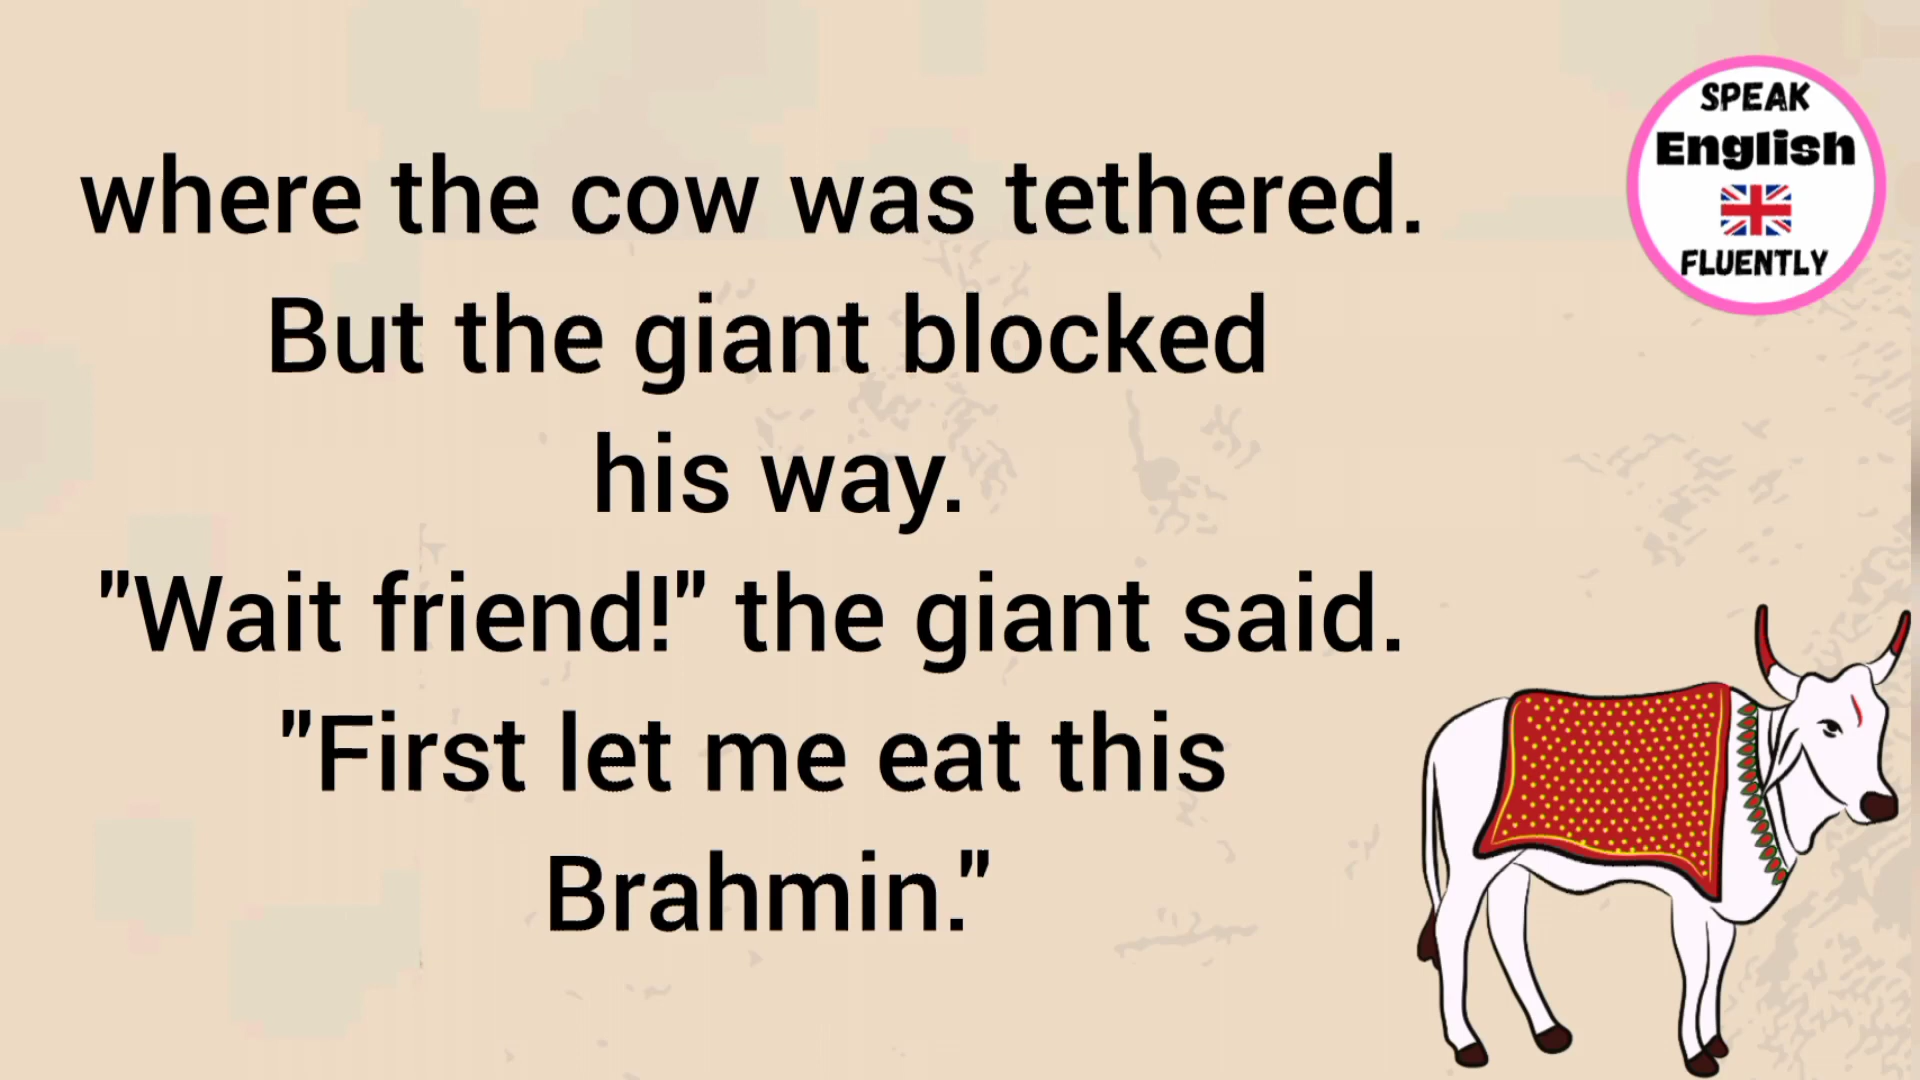 where the cow was tethered.
But the giant blocked
his way.
"Wait friend!" the giant said.
"First let me eat this
Brahmin."
SPEAK
English
FLUENTLY